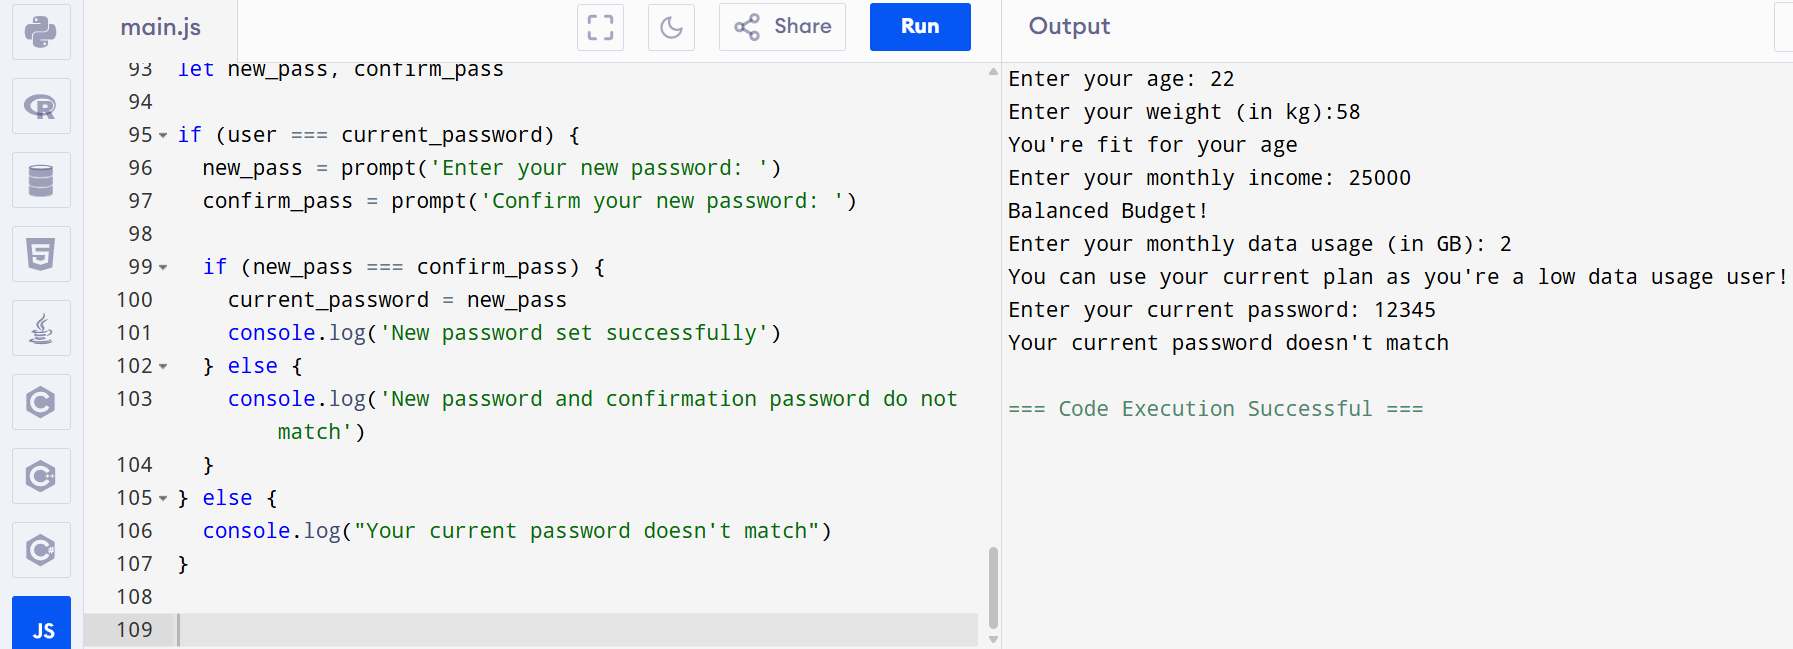 main.js
Share
Run
Output
93 let new_pass, confirm_pass
94
95 if (user === current_password) {
96 new_pass = prompt('Enter your new password: ')
97 confirm_pass = prompt('Confirm your new password: ')
98
99 if (new_pass === confirm_pass) {
100 current_password = new_pass
101 console.log('New password set successfully')
102 } else {
103 console.log('New password and confirmation password do not
match')
104 }
105 } else {
106 console.log("Your current password doesn't match")
107 }
108
109
Enter your age: 22
Enter your weight (in kg):58
You're fit for your age
Enter your monthly income: 25000
Balanced Budget!
Enter your monthly data usage (in GB): 2
You can use your current plan as you're a low data usage user!
Enter your current password: 12345
Your current password doesn't match
=== Code Execution Successful ===
R
5
C
C++
C#
JS